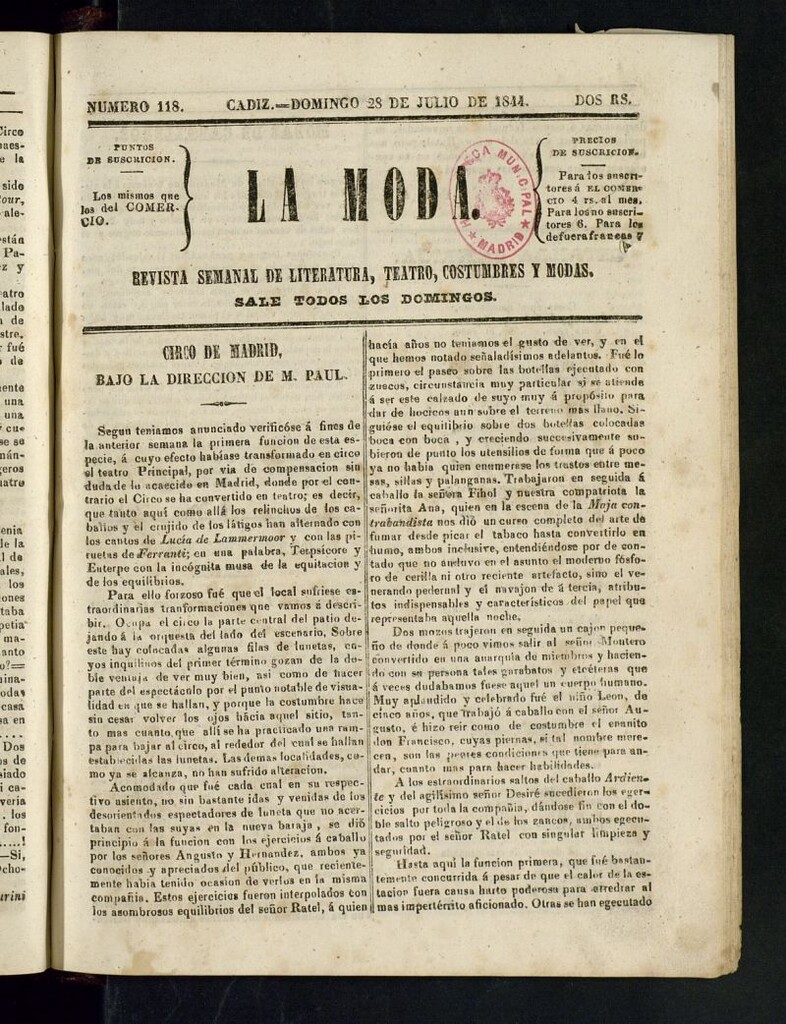 NUMERO 118. CADIZ.=DOMINGO 28 DE JULIO DE 1844. DOS RS.
PUNTOS
DE SUSCRICION.
Los mismos que
los del COMER-
CIO.
LA MODA.
BIBLIOTECA MUNICIPAL
* MADRID *
PRECIOS
DE SUSCRICION.
Para los suscri-
tores á EL COMER-
CIO 4 rs. al mes.
Para los no suscri-
tores 6. Para los
de fuera francas 7
REVISTA SEMANAL DE LITERATURA, TEATRO, COSTUMBRES Y MODAS.
SALE TODOS LOS DOMINGOS.
CIRCO DE MADRID,
BAJO LA DIRECCION DE M. PAUL.
Segun teniamos anunciado verificóse á fines de
la anterior semana la primera funcion de esta es-
pecie, á cuyo efecto habíase transformado en circo
el teatro Principal, por via de compensacion sin
duda de lo acaecido en Madrid, donde por el con-
trario el Circo se ha convertido en teatro; es decir,
que tanto aquí como allá los relinchos de los ca-
ballos y el crujido de los látigos han alternado con
los cantos de Lucía de Lammermoor y con las pi-
ruetas de Ferranti; en una palabra, Terpsícore y
Euterpe con la incógnita musa de la equitacion y
de los equilibrios.
Para ello forzoso fué que el local sufriese es-
traordinarias tranformaciones que vamos á descri-
bir. Ocupa el circo la parte central del patio de-
jando á la orquesta del lado del escenario. Sobre
este hay colocadas algunas filas de lunetas, cu-
yos inquilinos del primer término gozan de la do-
ble ventaja de ver muy bien, asi como de hacer
parte del espectáculo por el punto notable de visua-
lidad en que se hallan, y porque la costumbre hace
sin cesar volver los ojos hácia aquel sitio, tan-
to mas cuanto que allí se ha practicado una ram-
pa para bajar al circo, al rededor del cual se hallan
establecidas las lunetas. Las demas localidades, co-
mo ya se alcanza, no han sufrido alteracion.
Acomodado que fué cada cual en su respec-
tivo asiento, no sin bastante idas y venidas de los
desorientados espectadores de luneta que no acer-
taban con las suyas en la nueva baraja, se dió
principio á la funcion con los ejercicios á caballo
por los señores Angusto y Hernandez, ambos ya
conocidos y apreciados del público, que reciente-
mente habia tenido ocasion de verlos en la misma
compañia. Estos ejercicios fueron interpolados con
los asombrosos equilibrios del señor Ratel, á quien
hacía años no teniamos el gusto de ver, y en el
que hemos notado señaladísimos adelantos. Fué lo
primero el paseo sobre las botellas ejecutado con
zuecos, circunstancia muy particular si se atiende
á ser este calzado de suyo muy á propósito para
dar de hocicos aun sobre el terreno mas llano. Si-
guióse el equilibrio sobre dos botellas colocadas
boca con boca, y creciendo succesivamente su-
bieron de punto los utensilios de forma que á poco
ya no habia quien enumerase los trastos entre me-
sas, sillas y palanganas. Trabajaron en seguida á
caballo la señora Fihol y nuestra compatriota la
señorita Ana, quien en la escena de la Maja con-
trabandista nos dió un curso completo del arte de
fumar desde picar el tabaco hasta convertirlo en
humo, ambos inclusive, entendiéndose por de con-
tado que no anduvo en el asunto el moderno fósfo-
ro de cerilla ni otro reciente artefacto, sino el ve-
nerando pedernal y el navajon de á tercia, atribu-
tos indispensables y característicos del papel que
representaba aquella noche.
Dos mozos trajeron en seguida un cajon peque-
ño de donde á poco vimos salir al señor Montero
convertido en una anarquía de miembros y hacien-
do con su persona tales garabatos y etcéteras que
á veces dudabamos fuese aquel un cuerpo humano.
Muy aplaudido y celebrado fué el niño Leon, de
cinco años, que trabajó á caballo con el señor Au-
gusto, é hizo reir como de costumbre el enanito
don Francisco, cuyas piernas, si tal nombre mere-
cen, son las peores condiciones que tiene para an-
dar, cuanto mas para hacer habilidades.
A los estraordinarios saltos del caballo Ardien-
te y del agilísimo señor Desiré sucedieron los eger-
cicios por toda la compañia, dándose fin con el do-
ble salto peligroso y el de los zancos, ambos egecu-
tados por el señor Ratel con singular limpieza y
seguridad.
Hasta aquí la funcion primera, que fué bastan-
temente concurrida á pesar de que el calor de la es-
tacion fuera causa harto poderosa para arredrar al
mas impertérrito aficionado. Otras se han egecutado